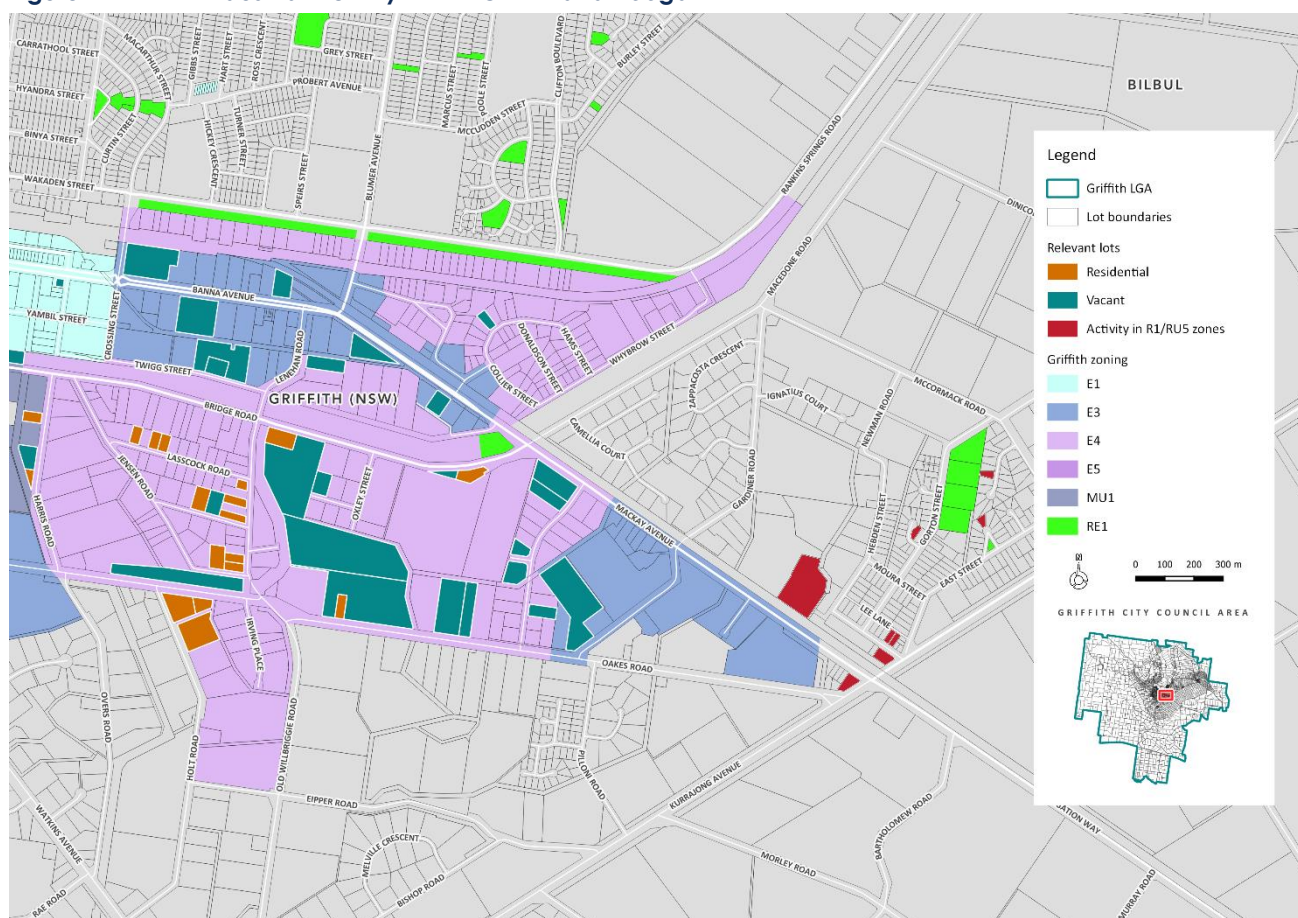 CARRATHOOL STREET
MACARTHUR STREET
GIBBS STREET
HART STREET
ROSS CRESCENT
GREY STREET
PROBERT AVENUE
HYANDRA STREET
BINYA STREET
CURTIN STREET
HICKEY CRESCENT
TURNER STREET
SPEIRS STREET
BLUMER AVENUE
MARCUS STREET
POOLE STREET
MCCUDDEN STREET
CLIFTON BOULEVARD
BURLEY STREET
WAKADEN STREET
RANKINS SPRINGS ROAD
MACEDONE ROAD
BILBUL
BANNA AVENUE
YAMBIL STREET
CROSSING STREET
TWIGG STREET
LENEHAN ROAD
GRIFFITH (NSW)
BRIDGE ROAD
DONALDSON STREET
HAMS STREET
COLLIER STREET
WHYBROW STREET
ZAPPACOSTA CRESCENT
IGNATIUS COURT
NEWMAN ROAD
MCCORMACK ROAD
CAMELLIA COURT
GARDINER ROAD
LASSCOCK ROAD
JENSEN ROAD
HARRIS ROAD
OXLEY STREET
MACKAY AVENUE
HEBDEN STREET
GORTON STREET
MOURA STREET
EAST STREET
LEE LANE
IRVING PLACE
OAKES ROAD
OVERS ROAD
HOLT ROAD
OLD WILLBRIGGIE ROAD
EIPPER ROAD
PILLONI ROAD
KURRAJONG AVENUE
BARTHOLOMEW ROAD
WATKINS AVENUE
MELVILLE CRESCENT
BISHOP ROAD
MORLEY ROAD
RAE ROAD
MURRAY ROAD
Legend
Griffith LGA
Lot boundaries
Relevant lots
Residential
Vacant
Activity in R1/RU5 zones
Griffith zoning
E1
E3
E4
E5
MU1
RE1
N
0 100 200 300 m
GRIFFITH CITY COUNCIL AREA